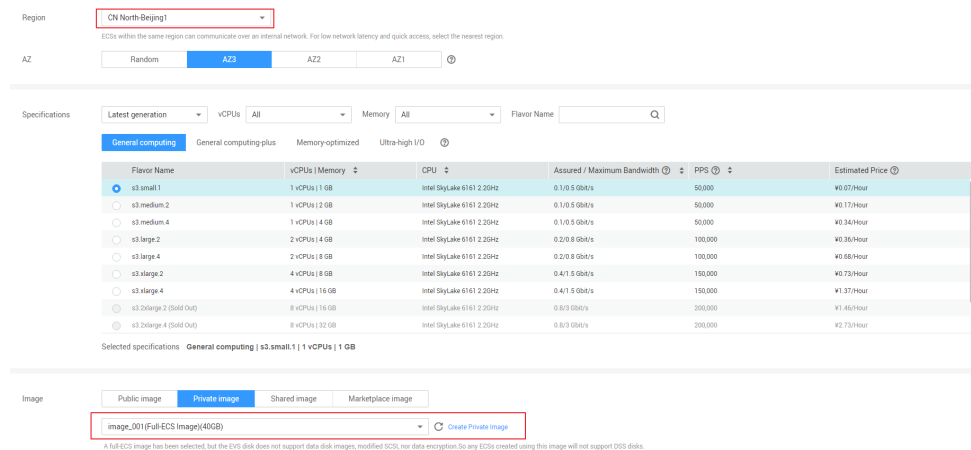 Region CN North-Beijing1
ECSs within the same region can communicate over an internal network. For low network latency and quick access, select the nearest region.
AZ Random AZ3 AZ2 AZ1
Specifications Latest generation vCPUs All Memory All Flavor Name
General computing General computing-plus Memory-optimized Ultra-high I/O
Flavor Name vCPUs | Memory CPU Assured / Maximum Bandwidth PPS Estimated Price
s3.small.1 1 vCPUs | 1 GB Intel SkyLake 6161 2.2GHz 0.1/0.5 Gbit/s 50,000 ¥0.07/Hour
s3.medium.2 1 vCPUs | 2 GB Intel SkyLake 6161 2.2GHz 0.1/0.5 Gbit/s 50,000 ¥0.17/Hour
s3.medium.4 1 vCPUs | 4 GB Intel SkyLake 6161 2.2GHz 0.1/0.5 Gbit/s 50,000 ¥0.34/Hour
s3.large.2 2 vCPUs | 4 GB Intel SkyLake 6161 2.2GHz 0.2/0.8 Gbit/s 100,000 ¥0.36/Hour
s3.large.4 2 vCPUs | 8 GB Intel SkyLake 6161 2.2GHz 0.2/0.8 Gbit/s 100,000 ¥0.68/Hour
s3.xlarge.2 4 vCPUs | 8 GB Intel SkyLake 6161 2.2GHz 0.4/1.5 Gbit/s 150,000 ¥0.73/Hour
s3.xlarge.4 4 vCPUs | 16 GB Intel SkyLake 6161 2.2GHz 0.4/1.5 Gbit/s 150,000 ¥1.37/Hour
s3.2xlarge.2 (Sold Out) 8 vCPUs | 16 GB Intel SkyLake 6161 2.2GHz 0.8/3 Gbit/s 200,000 ¥1.46/Hour
s3.2xlarge.4 (Sold Out) 8 vCPUs | 32 GB Intel SkyLake 6161 2.2GHz 0.8/3 Gbit/s 200,000 ¥2.73/Hour
Selected specifications General computing | s3.small.1 | 1 vCPUs | 1 GB
Image Public image Private image Shared image Marketplace image
image_001(Full-ECS Image)(40GB) Create Private Image
A full-ECS image has been selected, but the EVS disk does not support data disk images, modified SCSI, nor data encryption.So any ECSs created using this image will not support DSS disks.